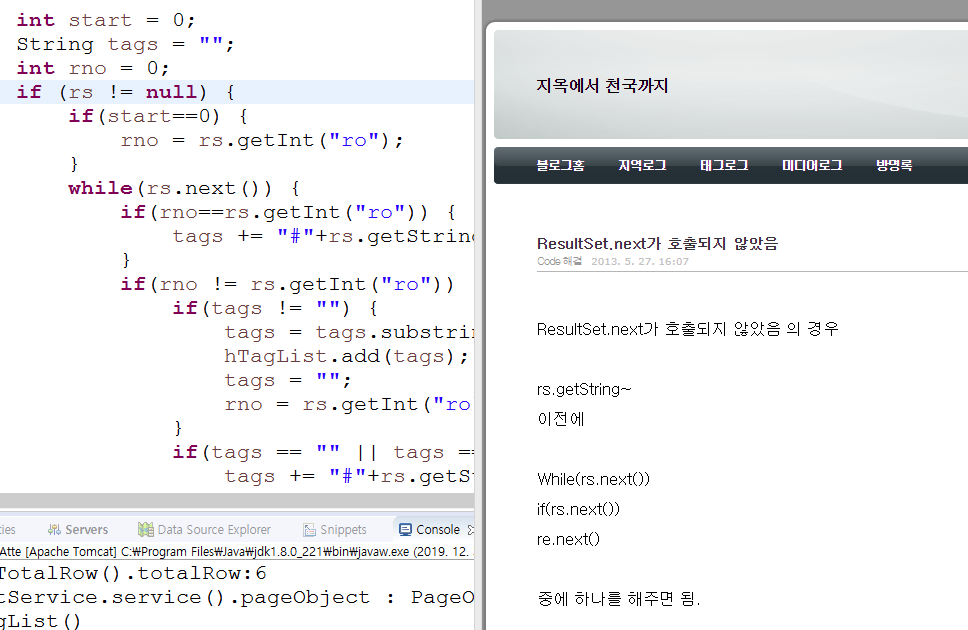 int start = 0;
String tags = "";
int rno = 0;
if (rs != null) {
if(start==0) {
rno = rs.getInt("ro");
}
while(rs.next()) {
if(rno==rs.getInt("ro")) {
tags += "#"+rs.getString
}
if(rno != rs.getInt("ro"))
if(tags != "") {
tags = tags.substri
hTagList.add(tags);
tags = "";
rno = rs.getInt("ro
}
if(tags == "" || tags ==
tags += "#"+rs.getS
ties Servers Data Source Explorer Snippets Console
Atte [Apache Tomcat] C:\Program Files\Java\jdk1.8.0_221\bin\javaw.exe (2019. 12.
TotalRow().totalRow:6
tService.service().pageObject : PageO
gList()
지옥에서 천국까지
블로그홈 지역로그 태그로그 미디어로그 방명록
ResultSet.next가 호출되지 않았음
Code 해결 2013. 5. 27. 16:07
ResultSet.next가 호출되지 않았음 의 경우
rs.getString~
이전에
While(rs.next())
if(rs.next())
re.next()
중에 하나를 해주면 됨.